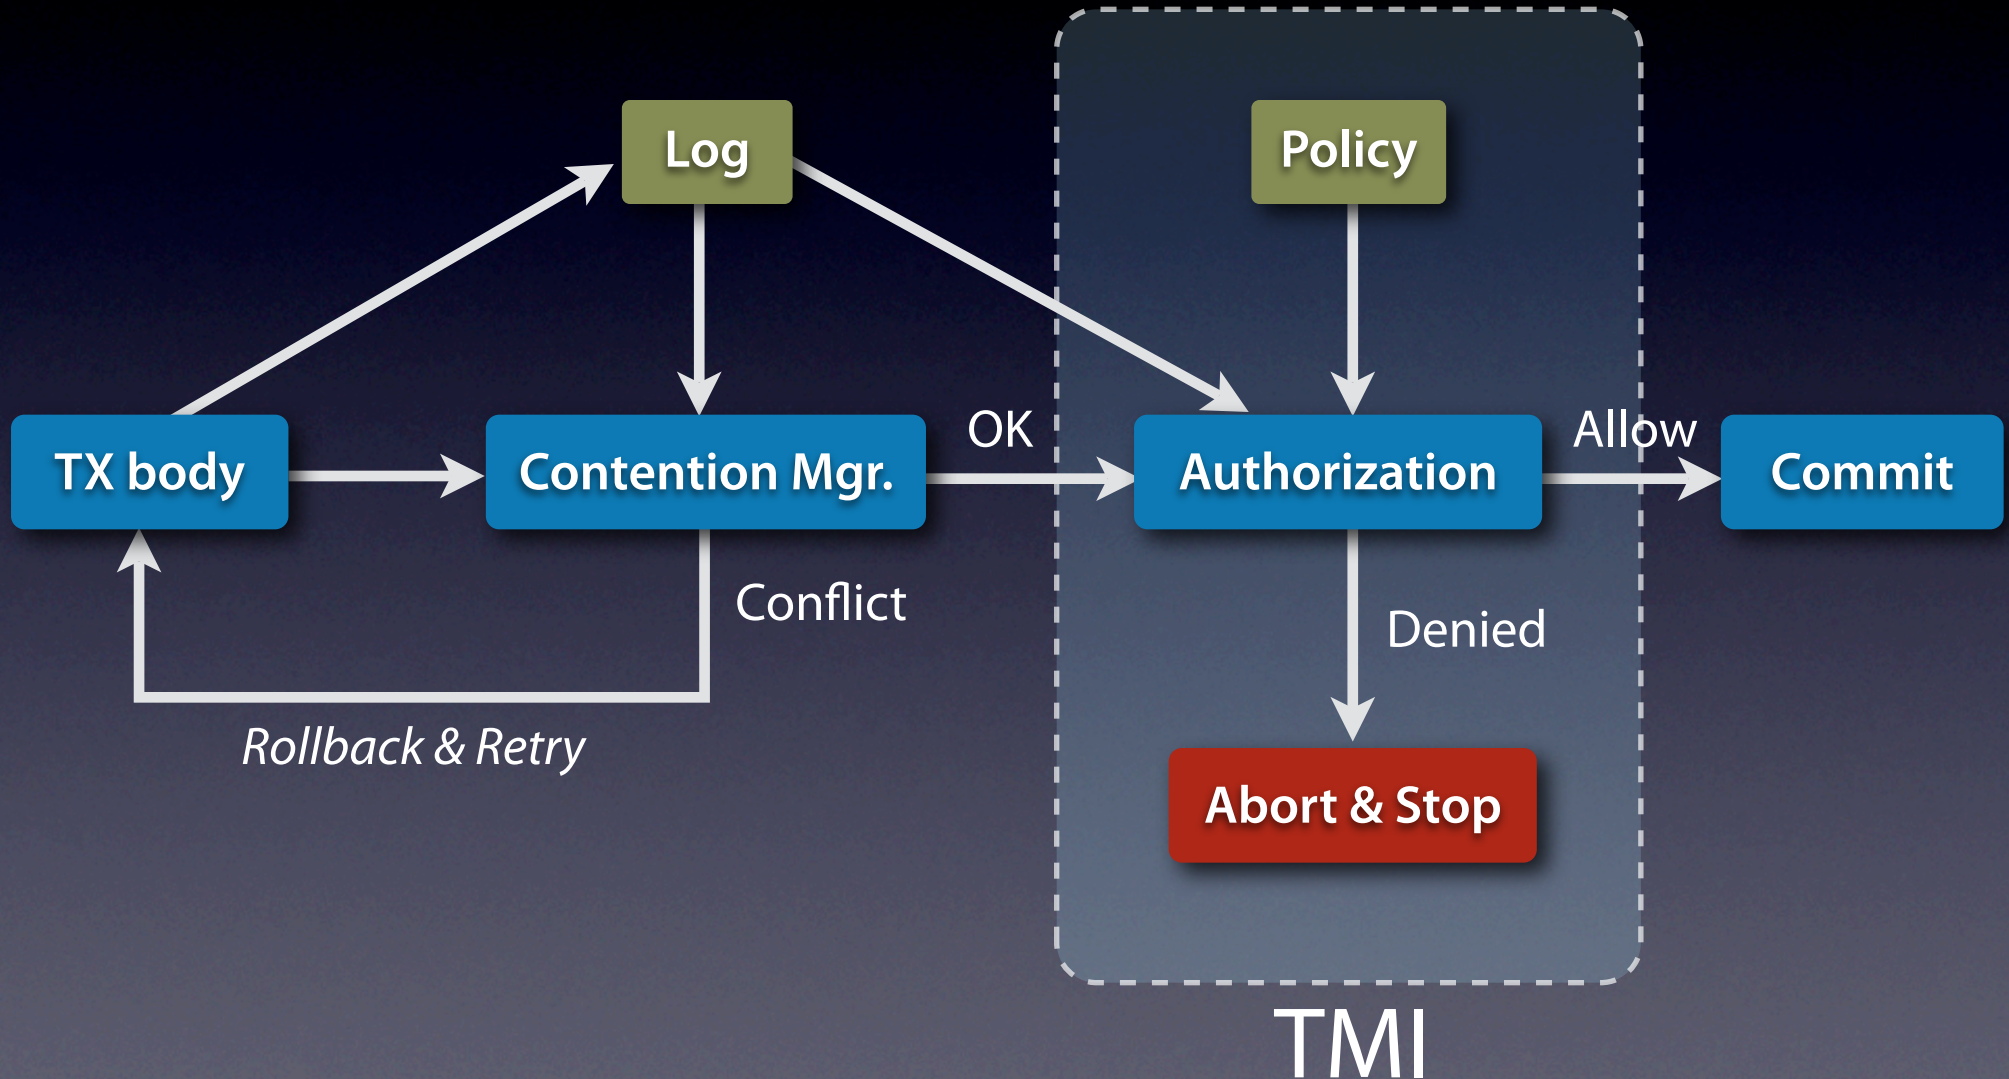 Log
Policy
TX body
Contention Mgr.
OK
Authorization
Allow
Commit
Conflict
Denied
Rollback & Retry
Abort & Stop
TMI